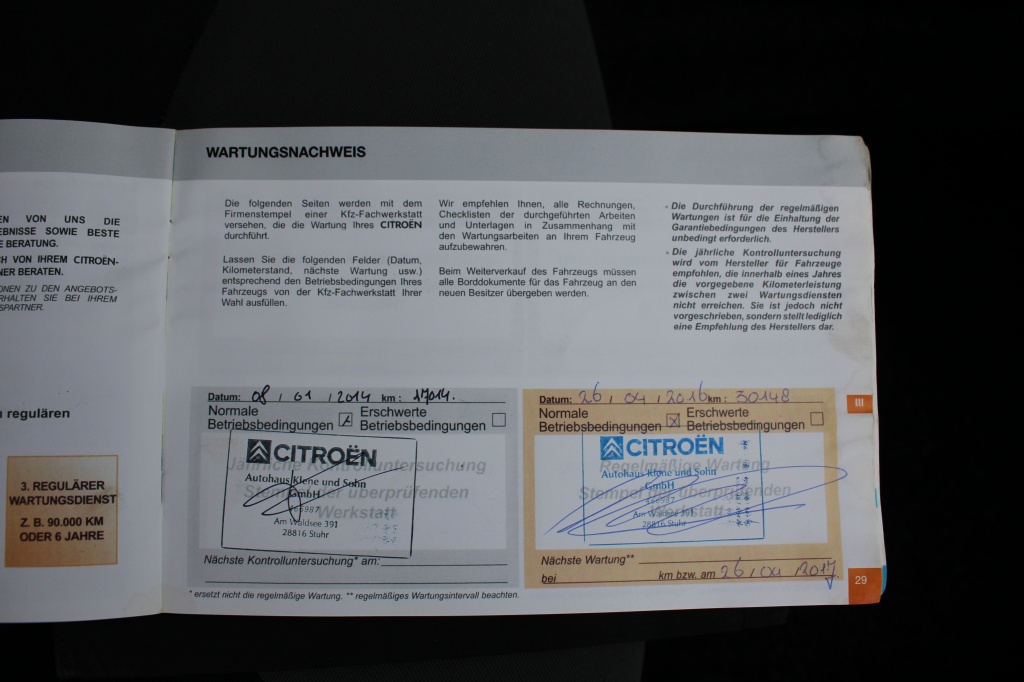 EN VON UNS DIE
EBNISSE SOWIE BESTE
E BERATUNG.
CH VON IHREM CITROËN-
NER BERATEN.
ONEN ZU DEN ANGEBOTS-
RHALTEN SIE BEI IHREM
SPARTNER.
n regulären
3. REGULÄRER
WARTUNGSDIENST
Z. B. 90.000 KM
ODER 6 JAHRE
WARTUNGSNACHWEIS
Die folgenden Seiten werden mit dem
Firmenstempel einer Kfz-Fachwerkstatt
versehen, die die Wartung Ihres CITROËN
durchführt.
Lassen Sie die folgenden Felder (Datum,
Kilometerstand, nächste Wartung usw.)
entsprechend den Betriebsbedingungen Ihres
Fahrzeugs von der Kfz-Fachwerkstatt Ihrer
Wahl ausfüllen.
Wir empfehlen Ihnen, alle Rechnungen,
Checklisten der durchgeführten Arbeiten
und Unterlagen in Zusammenhang mit
den Wartungsarbeiten an Ihrem Fahrzeug
aufzubewahren.
Beim Weiterverkauf des Fahrzeugs müssen
alle Borddokumente für das Fahrzeug an den
neuen Besitzer übergeben werden.
Die Durchführung der regelmäßigen
Wartungen ist für die Einhaltung der
Garantiebedingungen des Herstellers
unbedingt erforderlich.
Die jährliche Kontrolluntersuchung
wird vom Hersteller für Fahrzeuge
empfohlen, die innerhalb eines Jahres
die vorgegebene Kilometerleistung
zwischen zwei Wartungsdiensten
nicht erreichen. Sie ist jedoch nicht
vorgeschrieben, sondern stellt lediglich
eine Empfehlung des Herstellers dar.
Datum: 08 / 01 / 2014 km : 17014.
Normale Betriebsbedingungen
Erschwerte Betriebsbedingungen
Jährliche Kontrolluntersuchung
Stempel der überprüfenden
Werkstatt
CITROËN
Autohaus Klene und Sohn
GmbH
Am Waldsee 391
28816 Stuhr
Nächste Kontrolluntersuchung* am:
Datum: 26 / 04 / 2016 km : 30148
Normale Betriebsbedingungen
Erschwerte Betriebsbedingungen
Regelmäßige Wartung
Stempel der überprüfenden
Werkstatt
CITROËN
Autohaus Klene und Sohn
GmbH
Am Waldsee 391
28816 Stuhr
Nächste Wartung**
bei km bzw. am 26 / 04 2017
* ersetzt nicht die regelmäßige Wartung. ** regelmäßiges Wartungsintervall beachten.
III
29